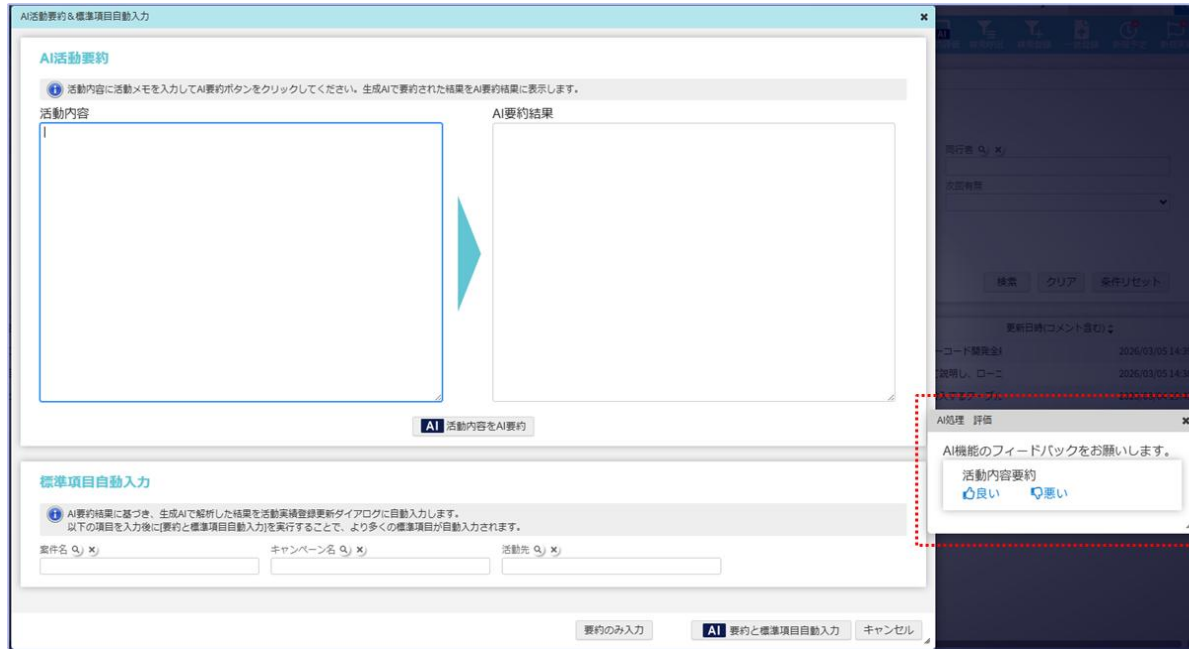 AI活動要約&標準項目自動入力
AI活動要約
活動内容に活動メモを入力してAI要約ボタンをクリックしてください。生成AIで要約された結果をAI要約結果に表示します。
活動内容
AI要約結果
AI 活動内容をAI要約
標準項目自動入力
AI要約結果に基づき、生成AIで解析した結果を活動実績登録更新ダイアログに自動入力します。
以下の項目を入力後に[要約と標準項目自動入力]を実行することで、より多くの標準項目が自動入力されます。
案件名
キャンペーン名
活動先
要約のみ入力
AI 要約と標準項目自動入力
キャンセル
AI
同行者
次回有無
検索
クリア
条件リセット
更新日時(コメント含む)
2026/03/05 14:3
2026/03/05 14:3
AI処理 評価
AI機能のフィードバックをお願いします。
活動内容要約
良い
悪い